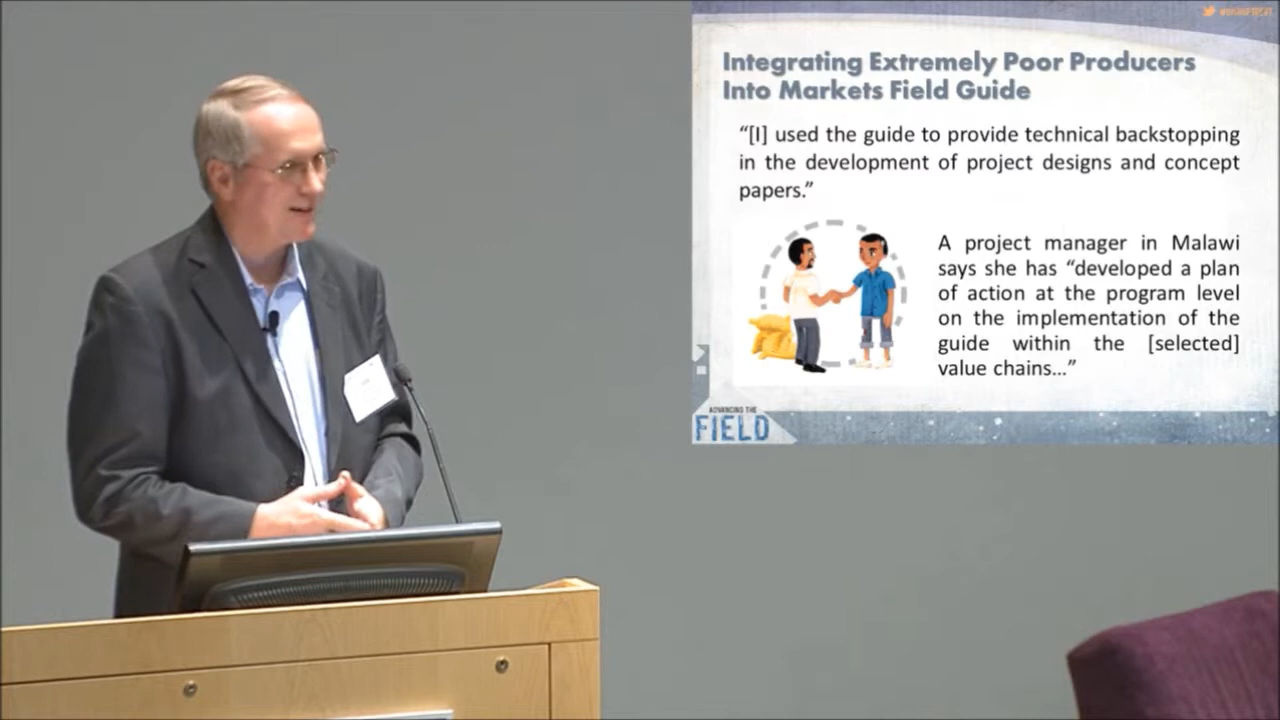 Integrating Extremely Poor Producers
Into Markets Field Guide
“[I] used the guide to provide technical backstopping
in the development of project designs and concept
papers.”
A project manager in Malawi
says she has “developed a plan
of action at the program level
on the implementation of the
guide within the [selected]
value chains…”
ADVANCING THE
FIELD